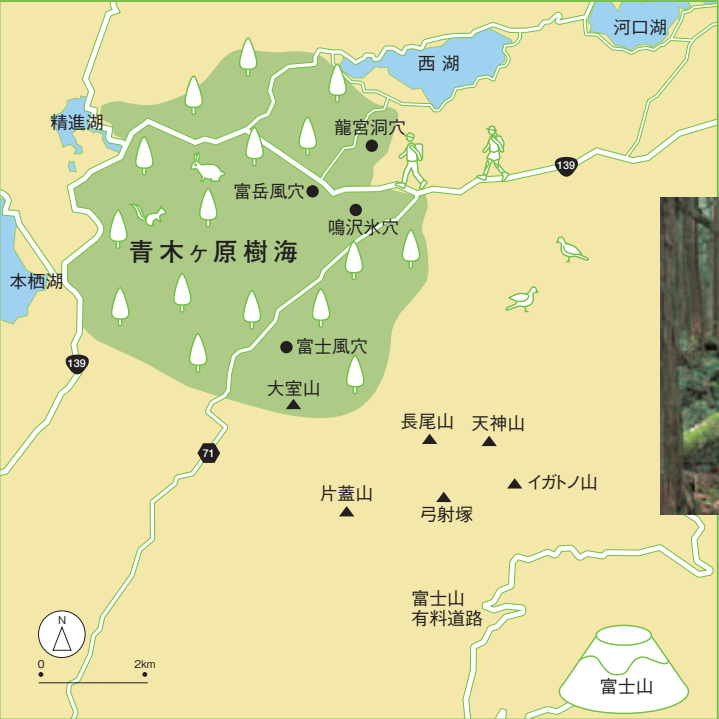 河口湖
西 湖
精進湖
龍宮洞穴
139
富岳風穴
鳴沢氷穴
青木ヶ原樹海
本栖湖
富士風穴
139
大室山
長尾山
天神山
71
イガトノ山
片蓋山
弓射塚
富士山
有料道路
N
0 2km
富士山